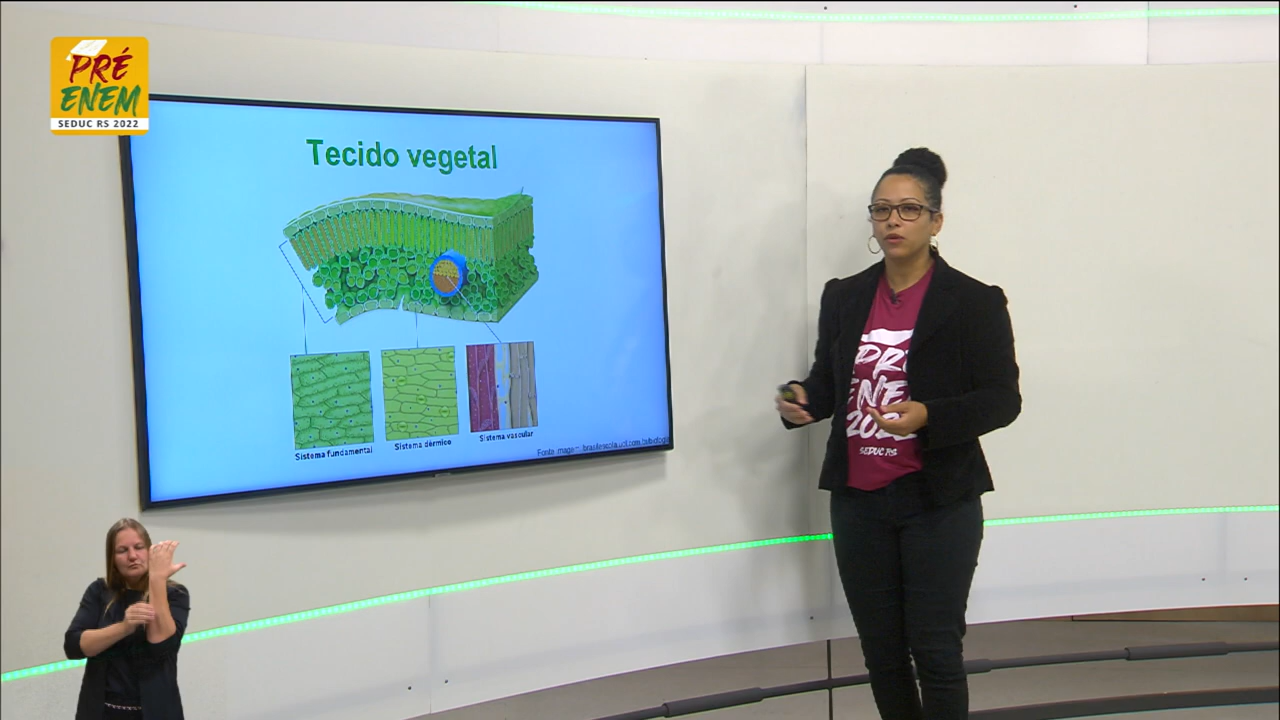 PRÉ
ENEM
SEDUC RS 2022
Tecido vegetal
Sistema fundamental
Sistema dérmico
Sistema vascular
PRÉ
ENEM
2022
SEDUC RS